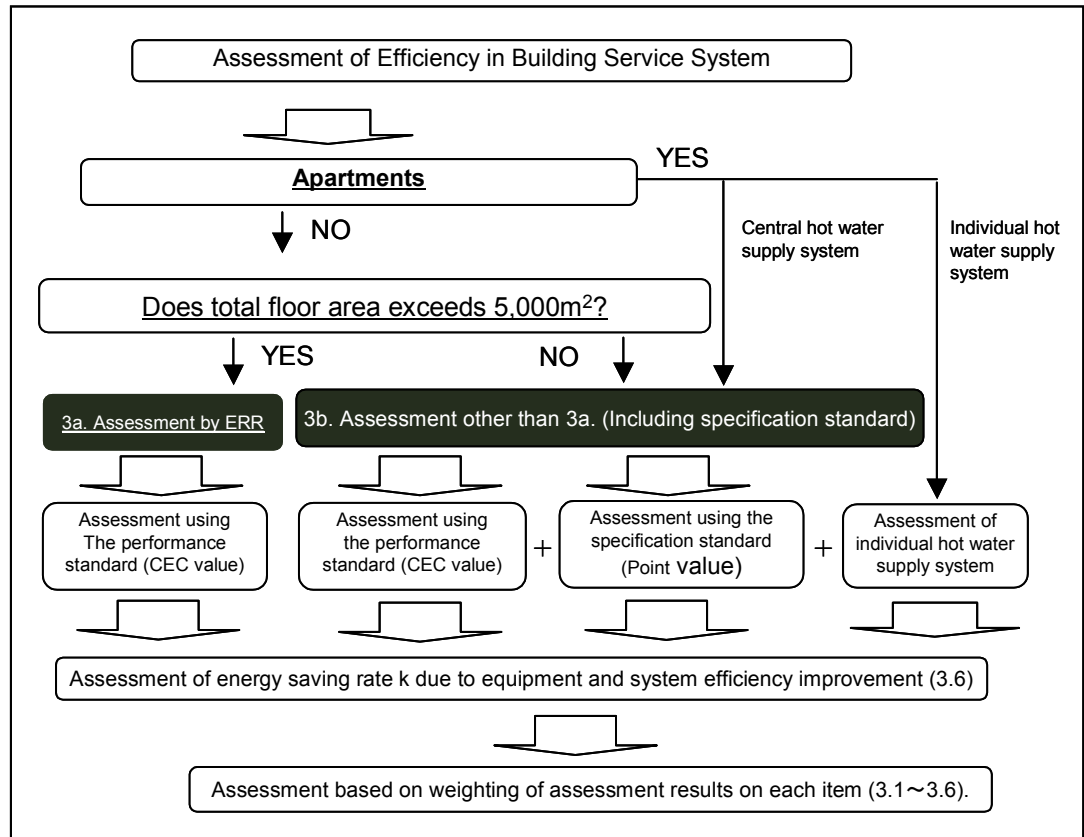 Assessment of Efficiency in Building Service System
YES
Apartments
NO
Central hot water
supply system
Individual hot
water supply
system
Does total floor area exceeds 5,000m²?
YES
NO
3a. Assessment by ERR
3b. Assessment other than 3a. (Including specification standard)
Assessment using
The performance
standard (CEC value)
Assessment using
the performance
standard (CEC value)
+
Assessment using the
specification standard
(Point value)
+
Assessment of
individual hot water
supply system
Assessment of energy saving rate k due to equipment and system efficiency improvement (3.6)
Assessment based on weighting of assessment results on each item (3.1～3.6).